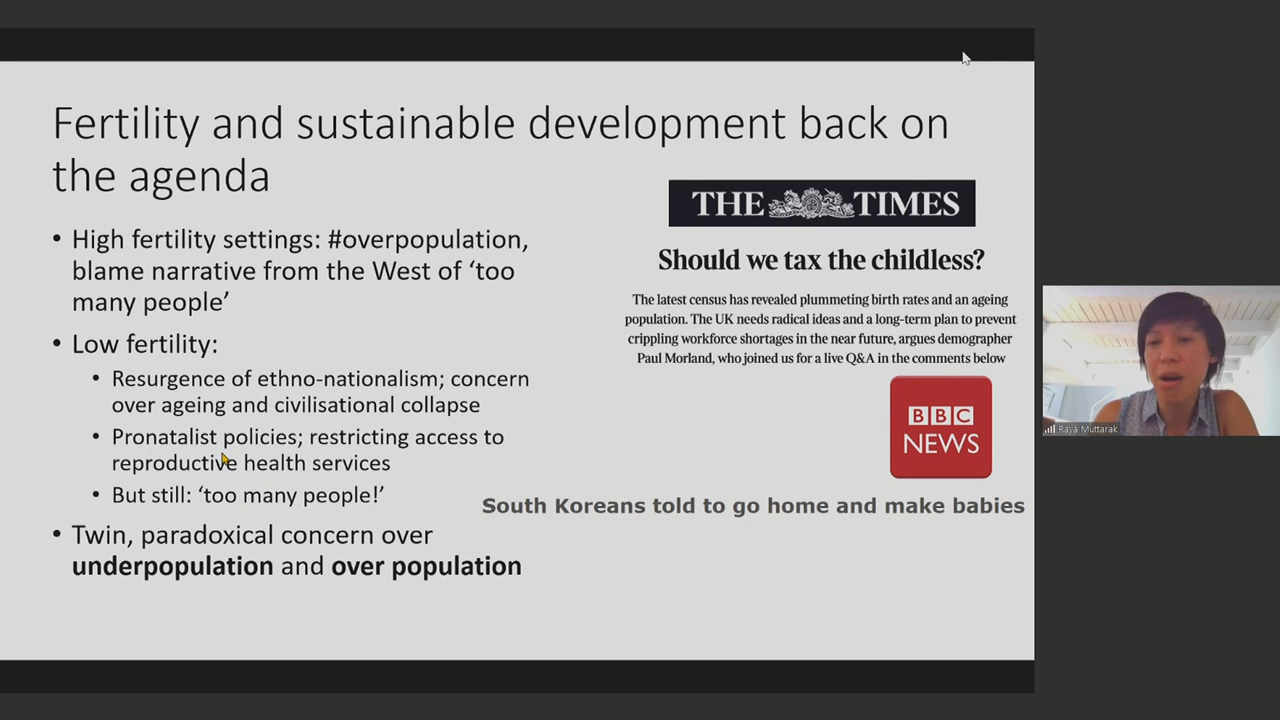 Fertility and sustainable development back on
the agenda
• High fertility settings: #overpopulation,
blame narrative from the West of ‘too
many people’
• Low fertility:
• Resurgence of ethno-nationalism; concern
over ageing and civilisational collapse
• Pronatalist policies; restricting access to
reproductive health services
• But still: ‘too many people!’
• Twin, paradoxical concern over
underpopulation and over population
THE TIMES
Should we tax the childless?
The latest census has revealed plummeting birth rates and an ageing
population. The UK needs radical ideas and a long-term plan to prevent
crippling workforce shortages in the near future, argues demographer
Paul Morland, who joined us for a live Q&A in the comments below
BBC
NEWS
South Koreans told to go home and make babies
Raya Muttarak